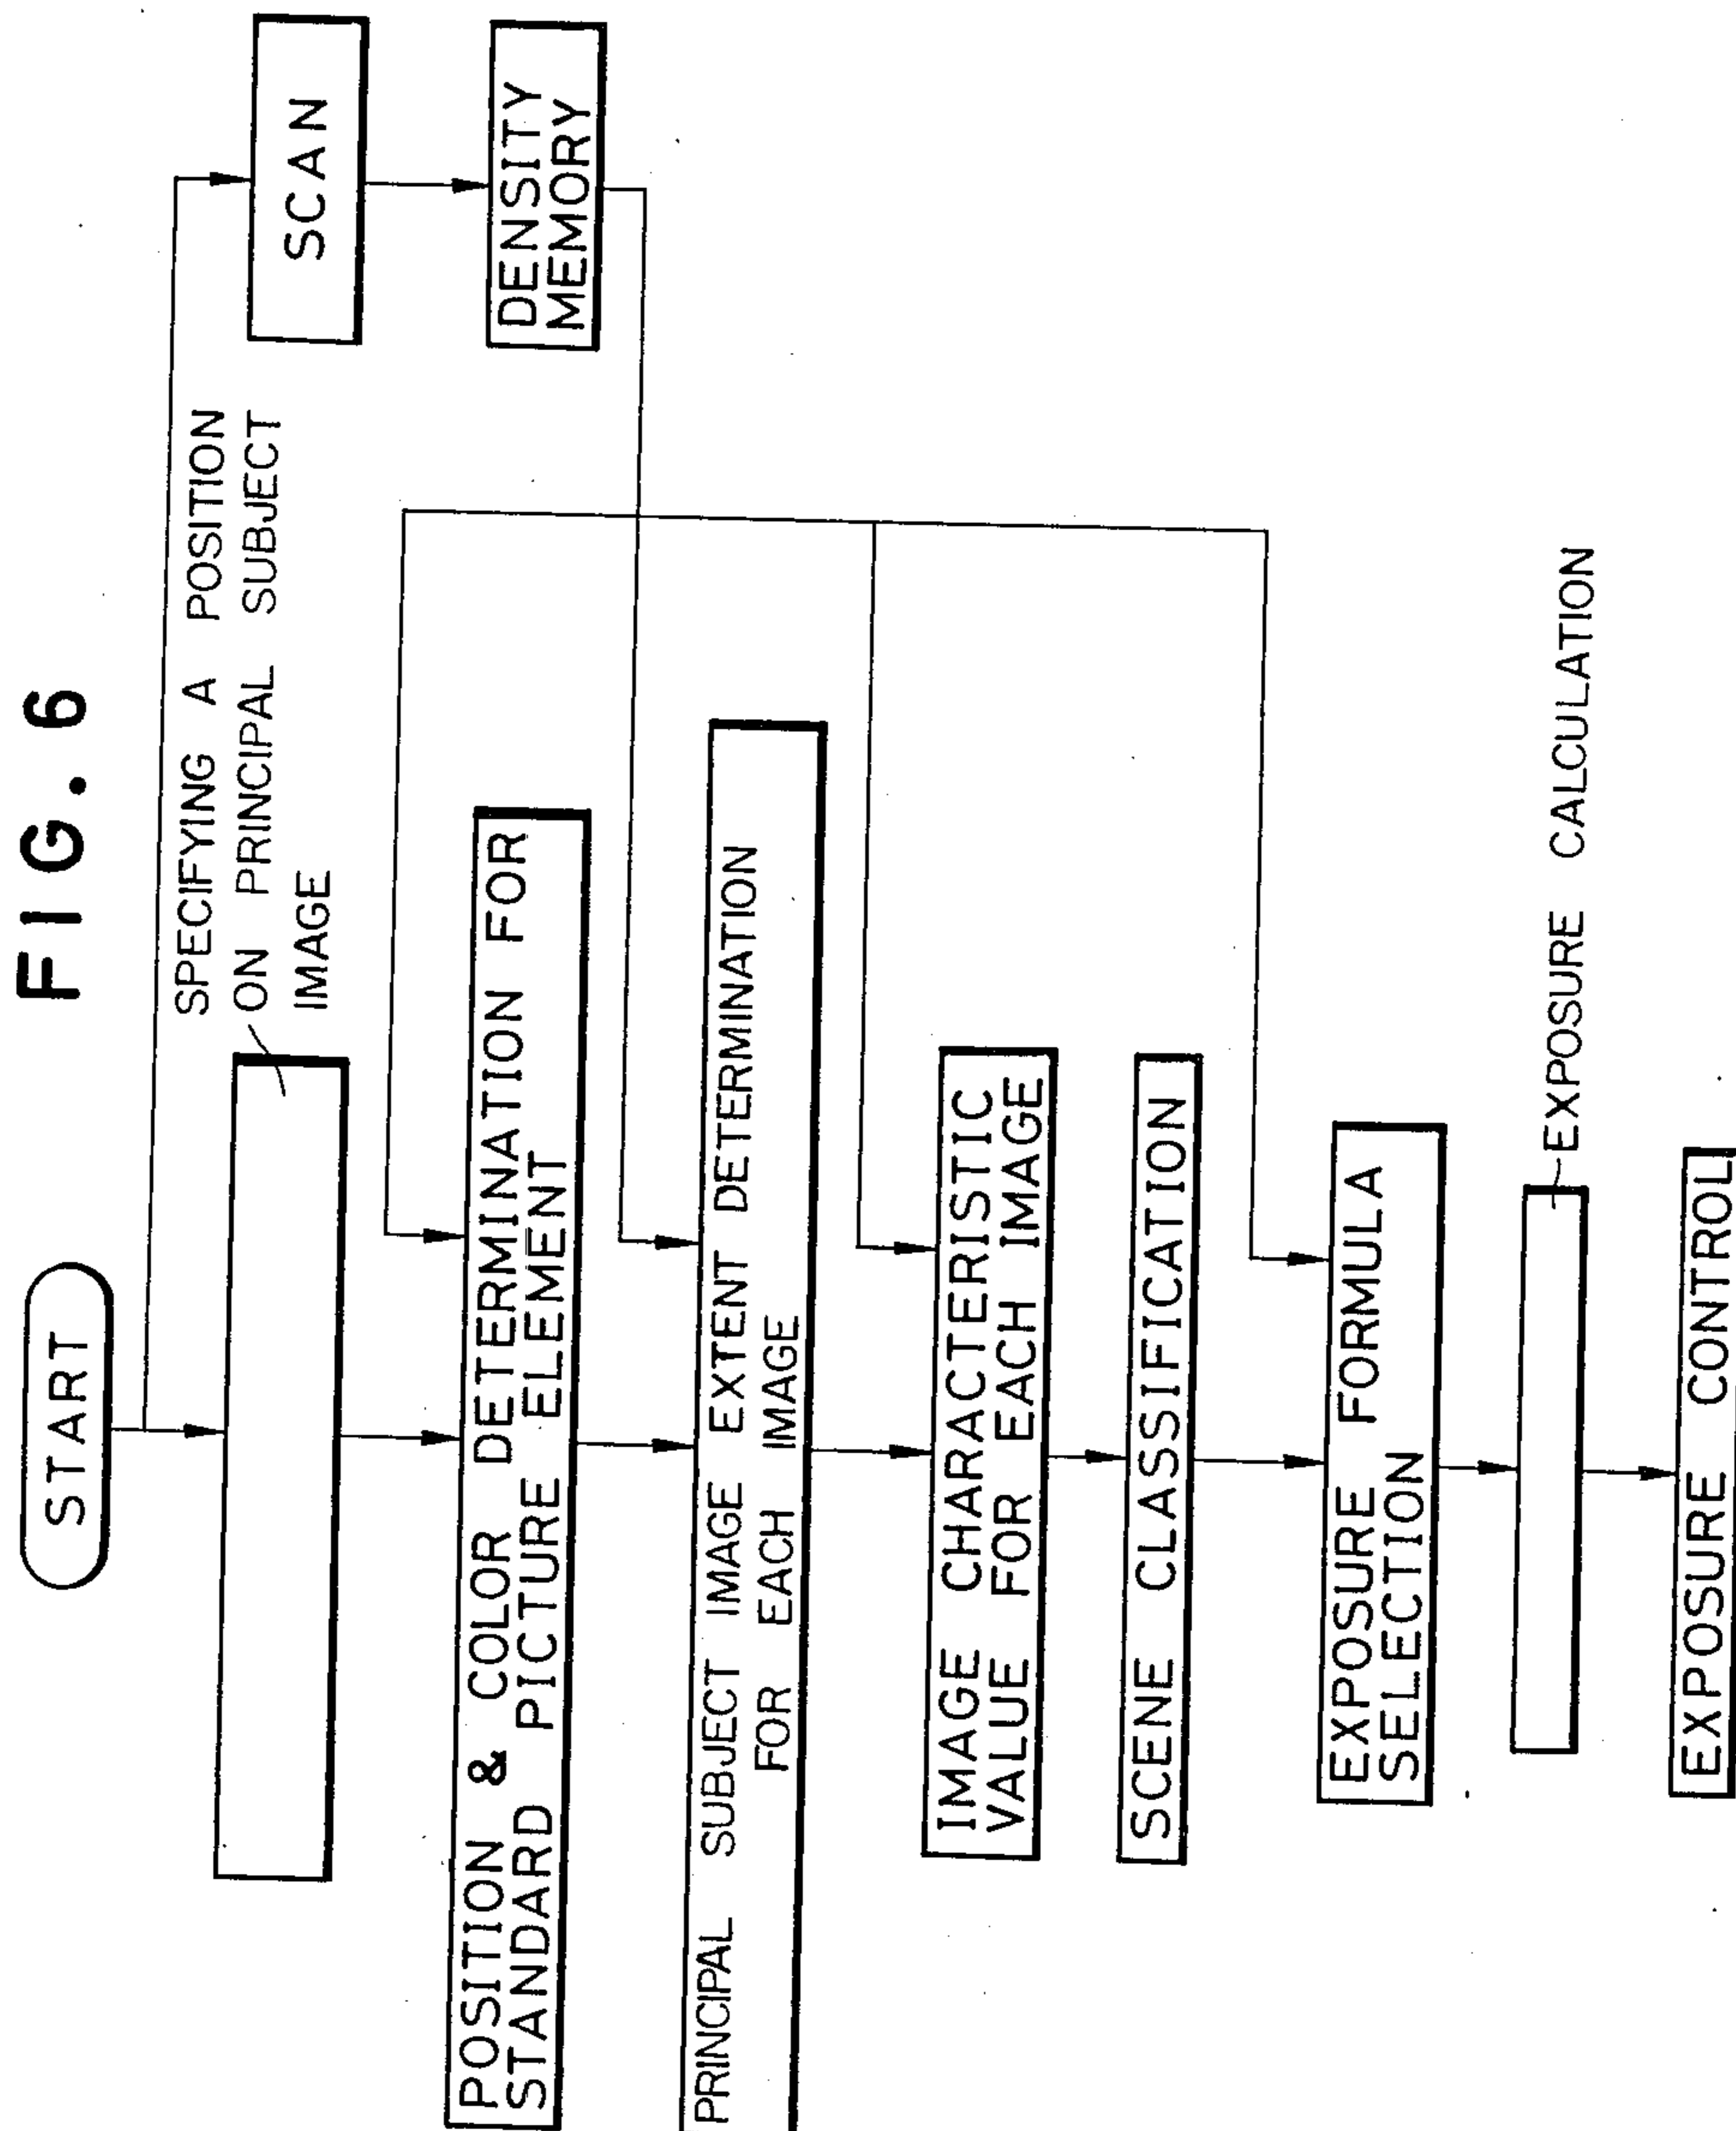 FIG. 6
START
SPECIFYING A POSITION
ON PRINCIPAL SUBJECT
IMAGE
SCAN
DENSITY
MEMORY
POSITION & COLOR DETERMINATION FOR
STANDARD PICTURE ELEMENT
PRINCIPAL SUBJECT IMAGE EXTENT DETERMINATION
FOR EACH IMAGE
IMAGE CHARACTERISTIC
VALUE FOR EACH IMAGE
SCENE CLASSIFICATION
EXPOSURE FORMULA
SELECTION
EXPOSURE CALCULATION
EXPOSURE CONTROL